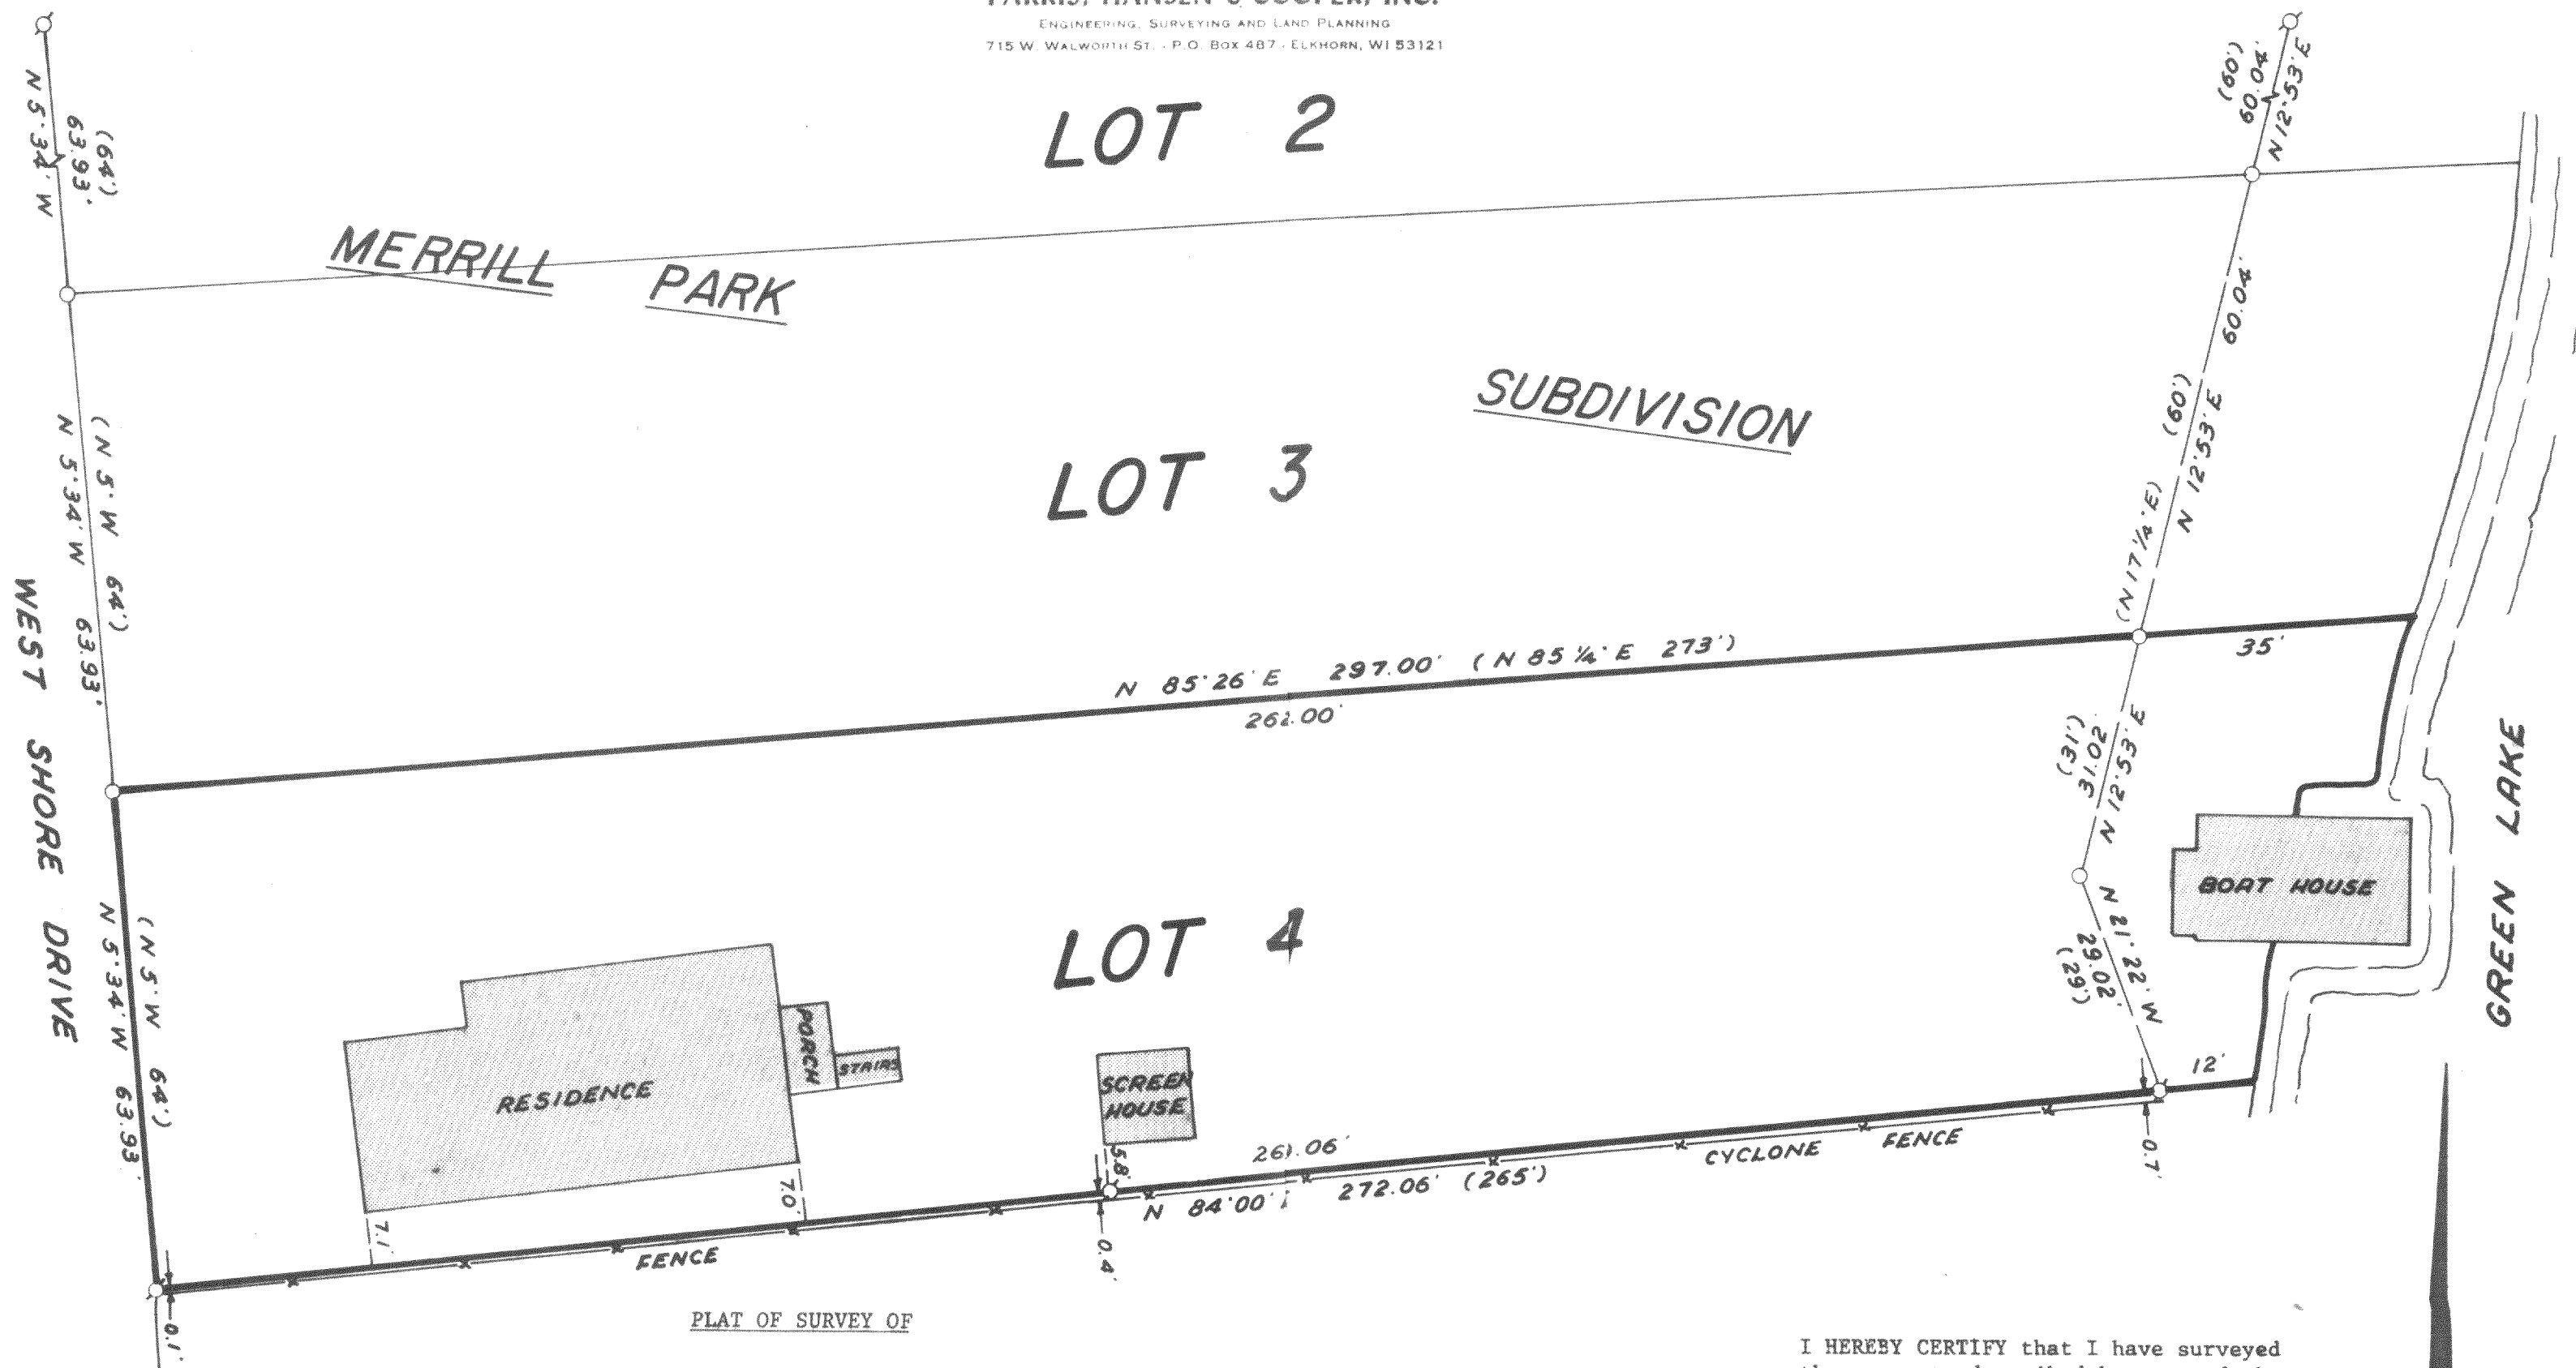 ENGINEERING, SURVEYING AND LAND PLANNING
715 W. WALWORTH ST. - P.O. BOX 487 - ELKHORN, WI 53121
LOT 2
(64')
63.93'
N 5°34' W
(60')
60.04'
N 12°53' E
MERRILL PARK
SUBDIVISION
LOT 3
(N 5° W 64')
N 5°34' W 63.93'
(60') 60.04'
(N 17 1/4° E)
N 12°53' E
N 85°26' E 297.00' (N 85 1/4° E 273')
262.00'
35'
WEST SHORE DRIVE
GREEN LAKE
(31')
31.02'
N 12°53' E
BOAT HOUSE
N 21°22' W
29.02'
(29')
LOT 4
(N 5° W 64')
N 5°34' W 63.93'
RESIDENCE
PORCH
STAIRS
SCREEN
HOUSE
12'
5.8'
7.0'
7.1'
0.7'
0.4'
0.1'
CYCLONE FENCE
FENCE
N 84°00' 272.06' (265')
PLAT OF SURVEY OF
I HEREBY CERTIFY that I have surveyed